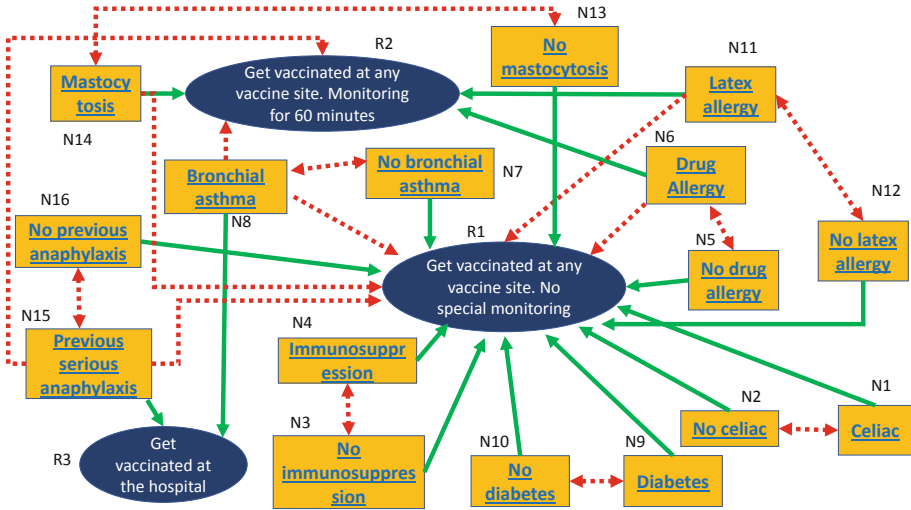 N13
R2
No
mastocytosis
N11
Mastocy
tosis
Get vaccinated at any
vaccine site. Monitoring
for 60 minutes
Latex
allergy
N14
N6
Bronchial
asthma
No bronchial
asthma
N7
Drug
Allergy
N12
N16
N8
No previous
anaphylaxis
R1
N5
No latex
allergy
Get vaccinated at any
vaccine site. No
special monitoring
No drug
allergy
N15
N4
Previous
serious
anaphylaxis
Immunosuppr
ession
N1
N2
No celiac
Celiac
N3
N10
N9
R3
Get
vaccinated at
the hospital
No
immunosuppre
sion
No
diabetes
Diabetes